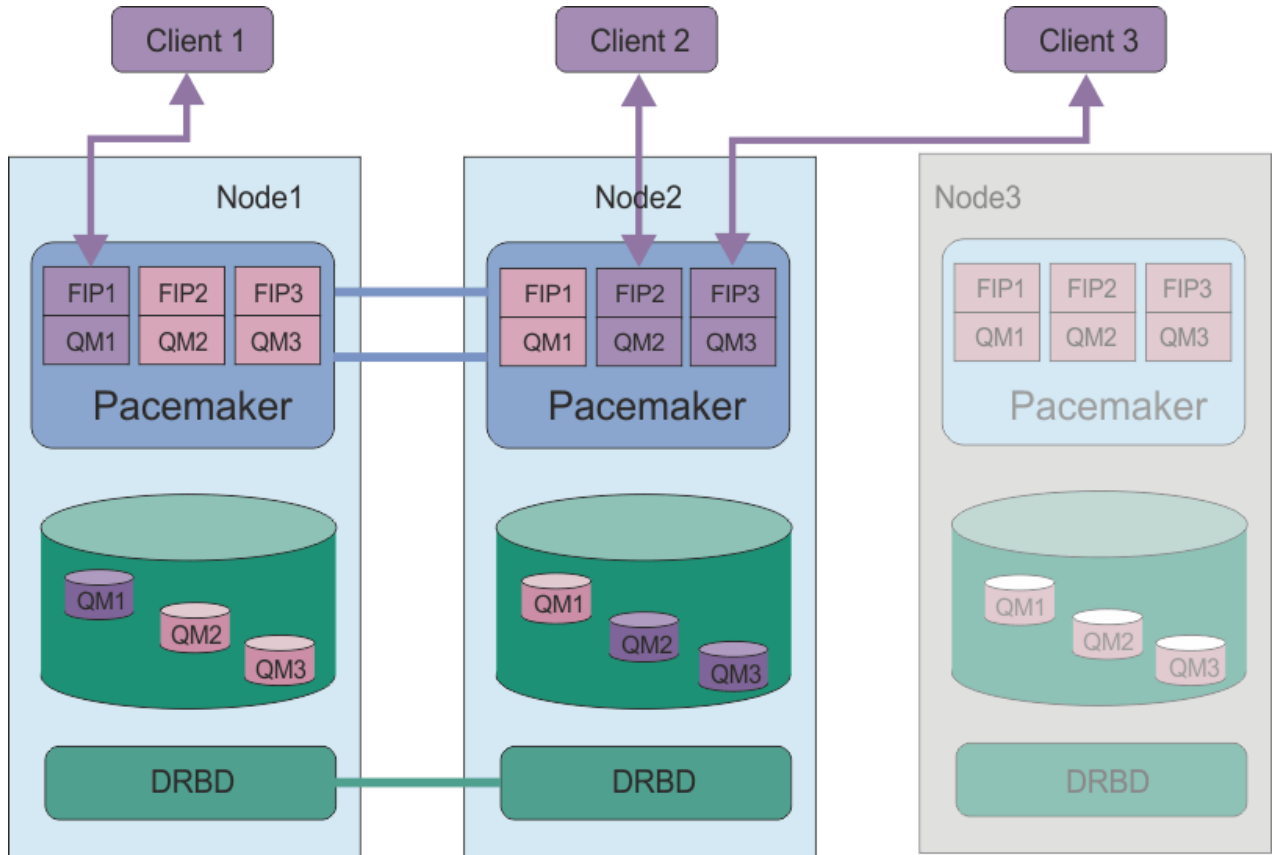 Client 1 Client 2 Client 3
Node1 Node2 Node3
FIP1 FIP2 FIP3 FIP1 FIP2 FIP3 FIP1 FIP2 FIP3
QM1 QM2 QM3 QM1 QM2 QM3 QM1 QM2 QM3
Pacemaker Pacemaker Pacemaker
QM1 QM1 QM1
QM2 QM2 QM2
QM3 QM3 QM3
DRBD DRBD DRBD